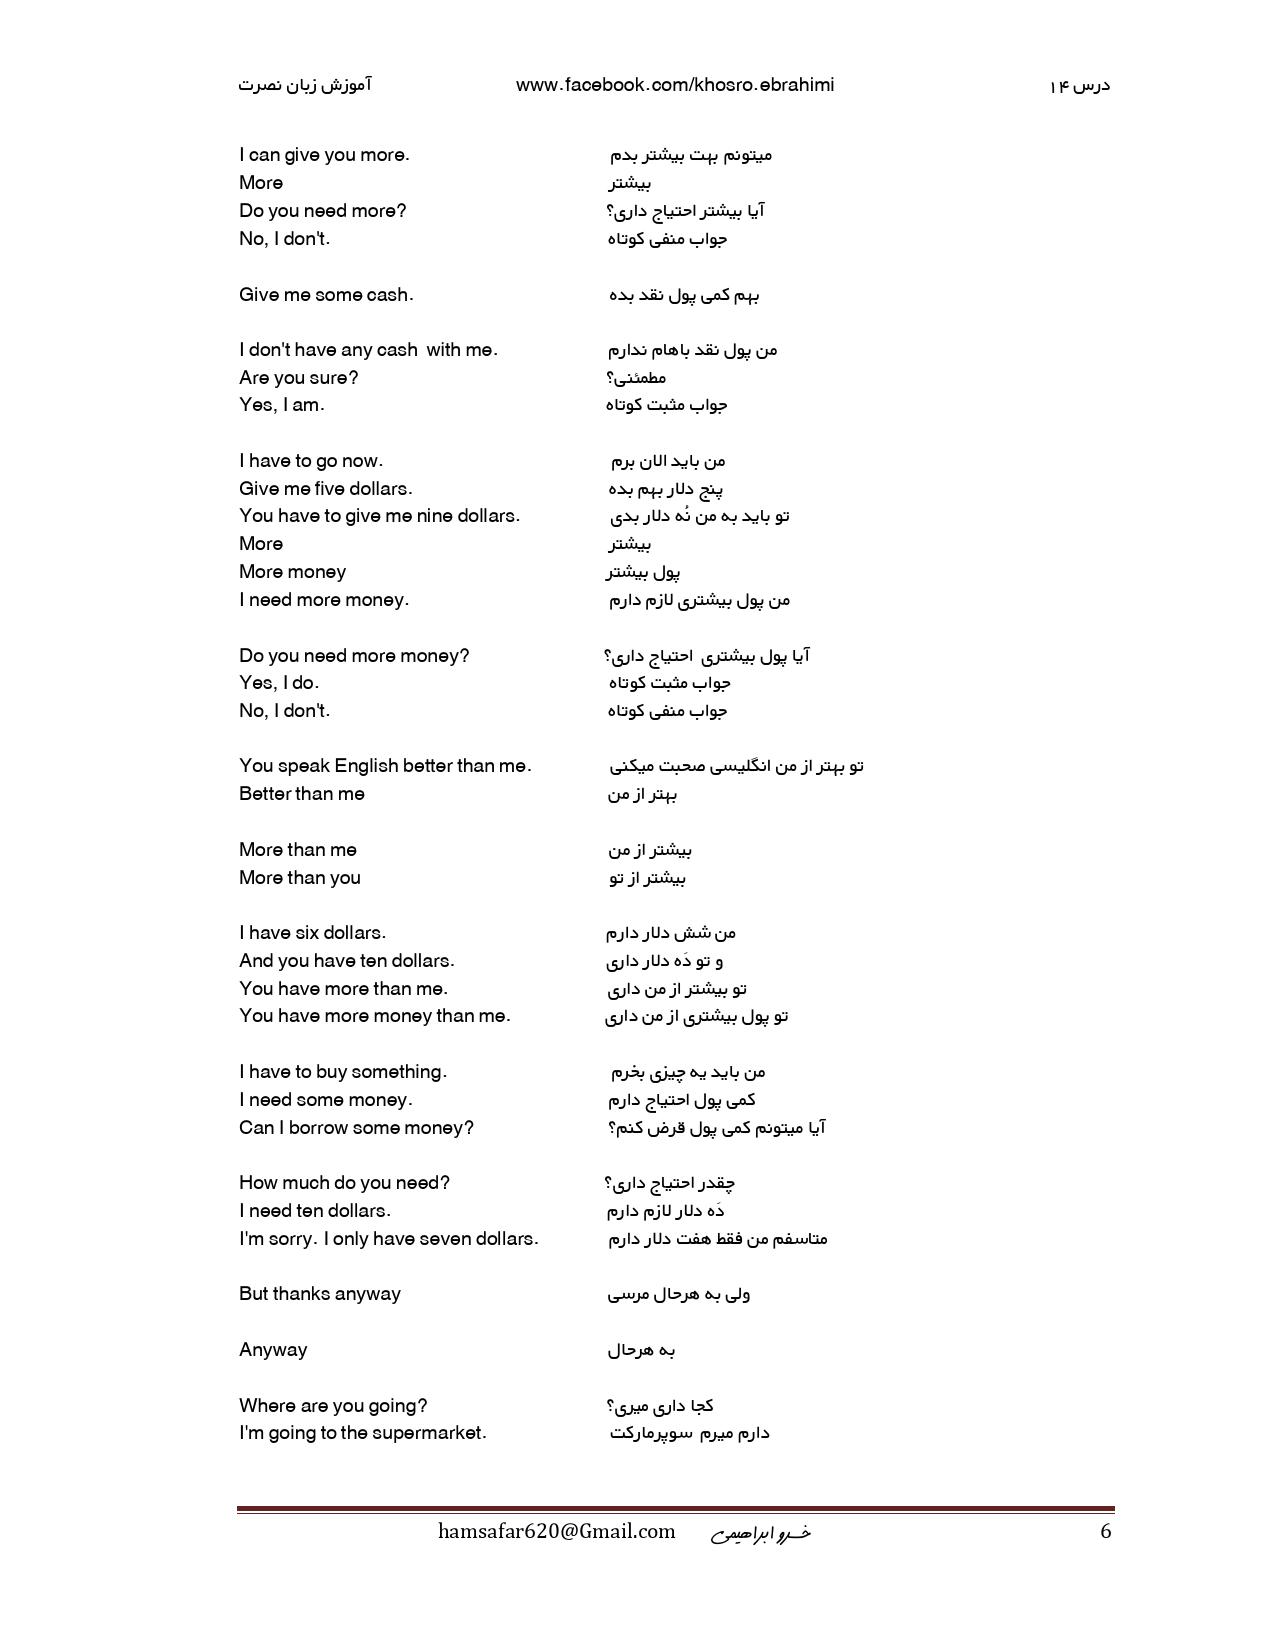 آموزش زبان نصرت www.facebook.com/khosro.ebrahimi درس ۱۴
I can give you more. میتونم بهت بیشتر بدم
More بیشتر
Do you need more? آیا بیشتر احتیاج داری؟
No, I don't. جواب منفی کوتاه
Give me some cash. بهم کمی پول نقد بده
I don't have any cash with me. من پول نقد باهام ندارم
Are you sure? مطمئنی؟
Yes, I am. جواب مثبت کوتاه
I have to go now. من باید الان برم
Give me five dollars. پنج دلار بهم بده
You have to give me nine dollars. تو باید به من نُه دلار بدی
More بیشتر
More money پول بیشتر
I need more money. من پول بیشتری لازم دارم
Do you need more money? آیا پول بیشتری احتیاج داری؟
Yes, I do. جواب مثبت کوتاه
No, I don't. جواب منفی کوتاه
You speak English better than me. تو بهتر از من انگلیسی صحبت میکنی
Better than me بهتر از من
More than me بیشتر از من
More than you بیشتر از تو
I have six dollars. من شش دلار دارم
And you have ten dollars. و تو دَه دلار داری
You have more than me. تو بیشتر از من داری
You have more money than me. تو پول بیشتری از من داری
I have to buy something. من باید یه چیزی بخرم
I need some money. کمی پول احتیاج دارم
Can I borrow some money? آیا میتونم کمی پول قرض کنم؟
How much do you need? چقدر احتیاج داری؟
I need ten dollars. دَه دلار لازم دارم
I'm sorry. I only have seven dollars. متاسفم من فقط هفت دلار دارم
But thanks anyway ولی به هرحال مرسی
Anyway به هرحال
Where are you going? کجا داری میری؟
I'm going to the supermarket. دارم میرم سوپرمارکت
hamsafar620@Gmail.com خسرو ابراهیمی 6